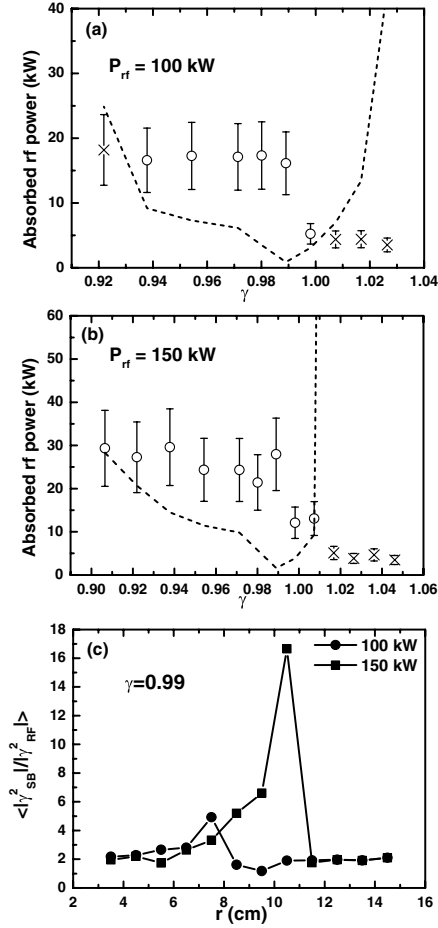 40
(a)
P_rf = 100 kW
30
20
10
0
Absorbed rf power (kW)
0.92 0.94 0.96 0.98 1.00 1.02 1.04
γ
60
(b)
P_rf = 150 kW
50
40
30
20
10
0
Absorbed rf power (kW)
0.90 0.92 0.94 0.96 0.98 1.00 1.02 1.04 1.06
γ
18
(c)
100 kW
150 kW
16
γ=0.99
14
12
10
8
6
4
2
0
<|γ²_SB|/|γ²_RF|>
2 4 6 8 10 12 14 16
r (cm)